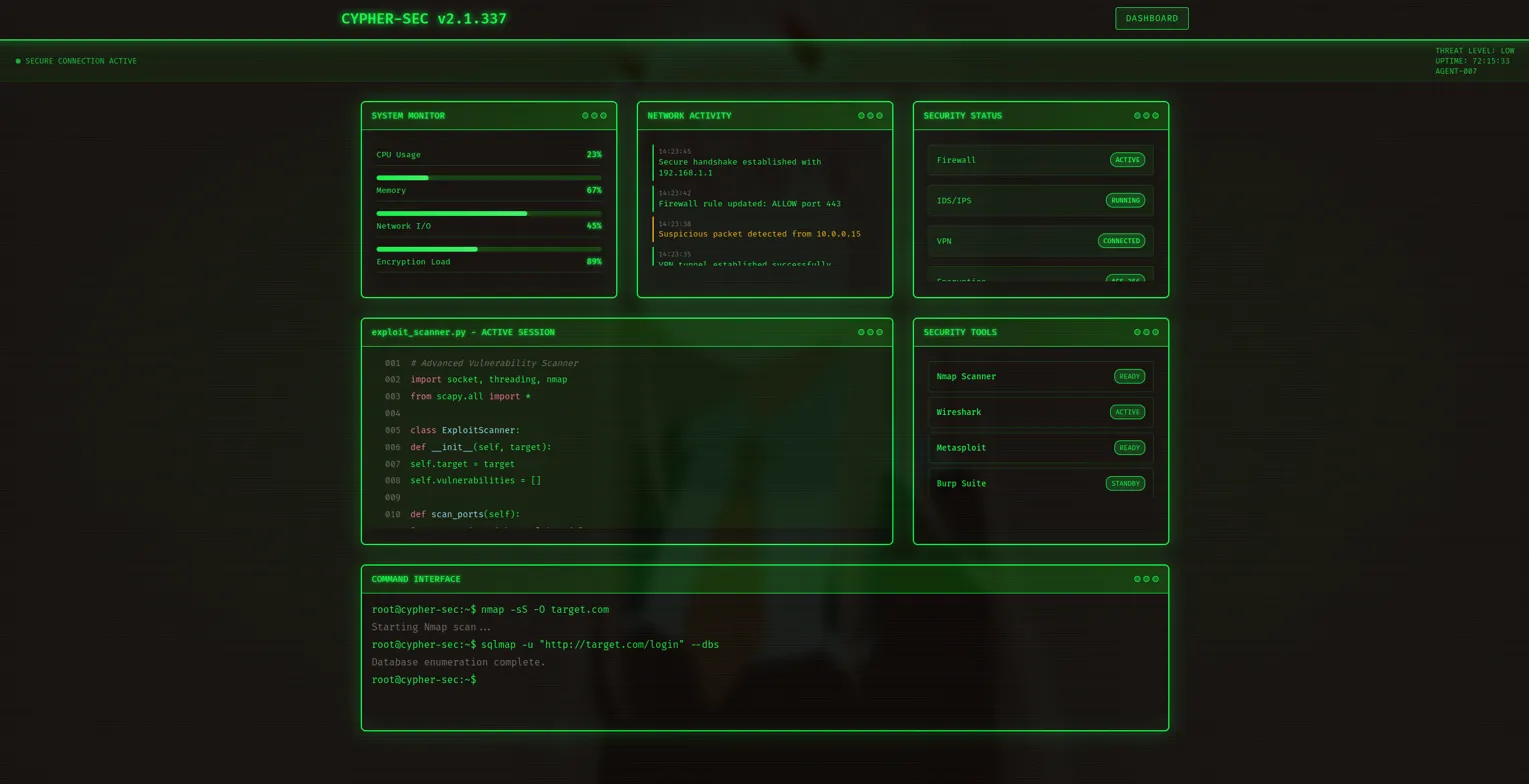 CYPHER-SEC v2.1.337
DASHBOARD
SECURE CONNECTION ACTIVE
THREAT LEVEL: LOW
UPTIME: 72:15:33
AGENT-007
SYSTEM MONITOR
CPU Usage 23%
Memory 67%
Network I/O 45%
Encryption Load 89%
NETWORK ACTIVITY
14:23:45
Secure handshake established with
192.168.1.1
14:23:42
Firewall rule updated: ALLOW port 443
14:23:38
Suspicious packet detected from 10.0.0.15
14:23:35
VPN tunnel established successfully
SECURITY STATUS
Firewall ACTIVE
IDS/IPS RUNNING
VPN CONNECTED
Encryption AES-256
exploit_scanner.py - ACTIVE SESSION
001 # Advanced Vulnerability Scanner
002 import socket, threading, nmap
003 from scapy.all import *
004
005 class ExploitScanner:
006 def __init__(self, target):
007 self.target = target
008 self.vulnerabilities = []
009
010 def scan_ports(self):
SECURITY TOOLS
Nmap Scanner READY
Wireshark ACTIVE
Metasploit READY
Burp Suite STANDBY
COMMAND INTERFACE
root@cypher-sec:~$ nmap -sS -O target.com
Starting Nmap scan...
root@cypher-sec:~$ sqlmap -u "http://target.com/login" --dbs
Database enumeration complete.
root@cypher-sec:~$